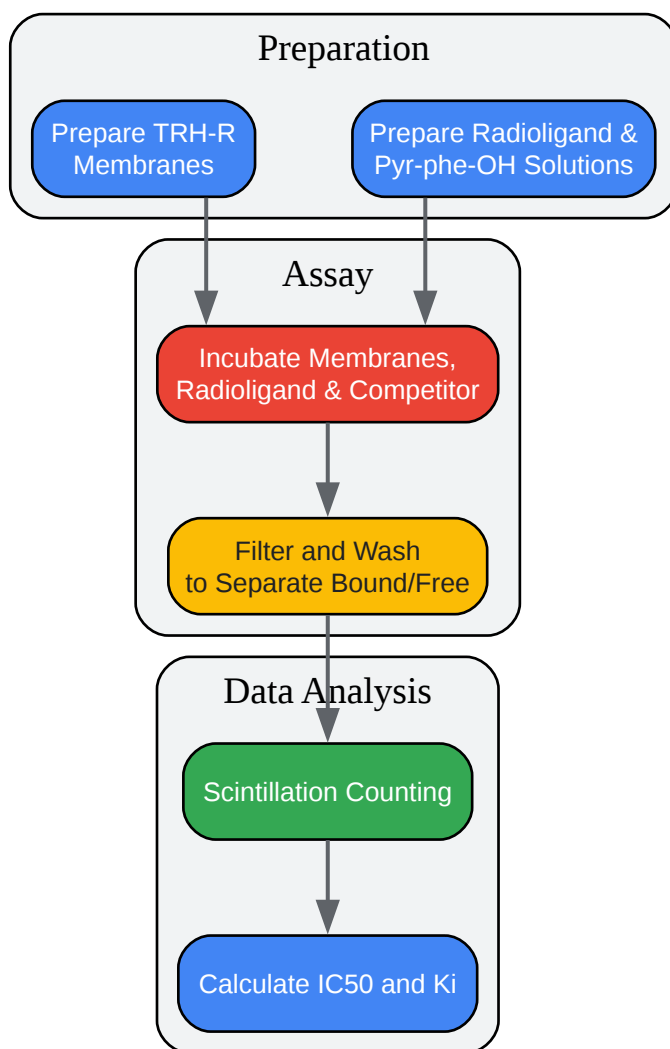 Preparation
Prepare TRH-R
Membranes
Prepare Radioligand &
Pyr-phe-OH Solutions
Assay
Incubate Membranes,
Radioligand & Competitor
Filter and Wash
to Separate Bound/Free
Data Analysis
Scintillation Counting
Calculate IC50 and Ki